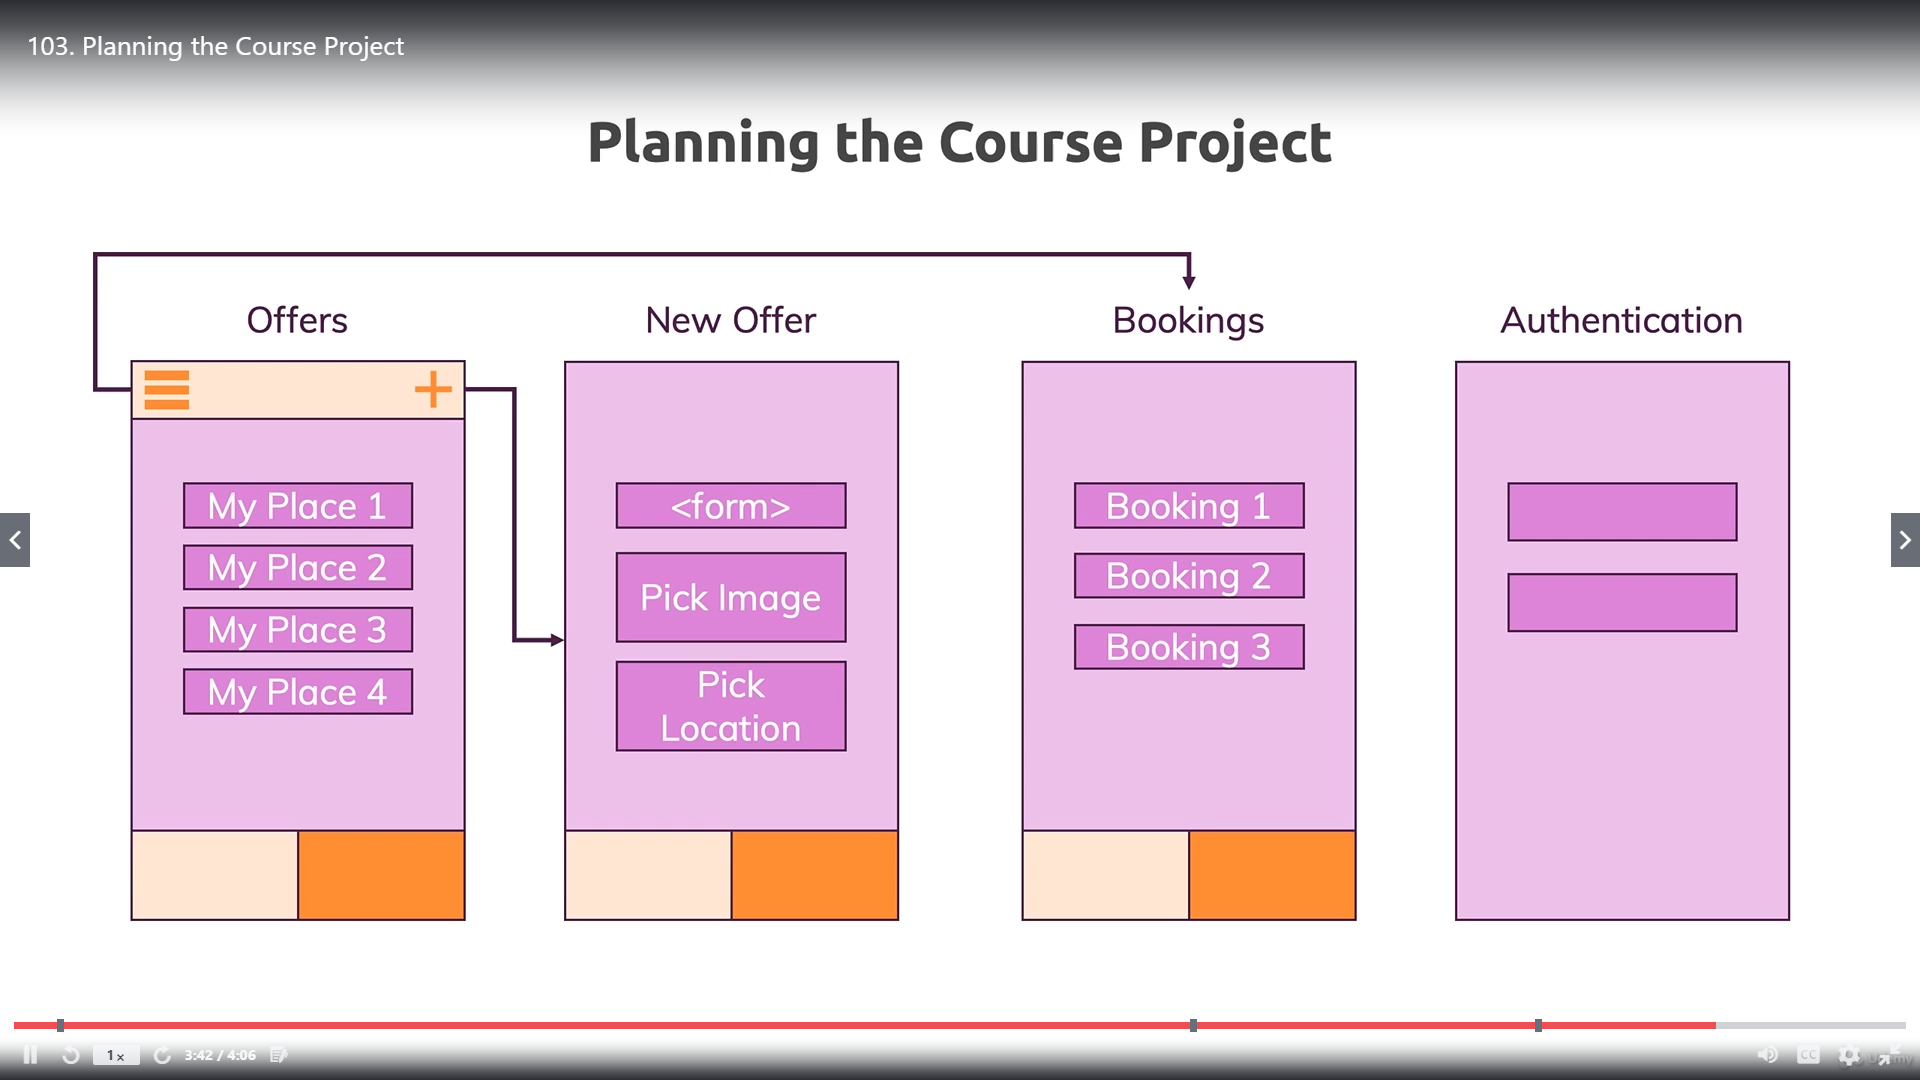 103. Planning the Course Project
Planning the Course Project
Offers
New Offer
Bookings
Authentication
My Place 1
My Place 2
My Place 3
My Place 4
<form>
Pick Image
Pick
Location
Booking 1
Booking 2
Booking 3
1x
3:42 / 4:06
CC